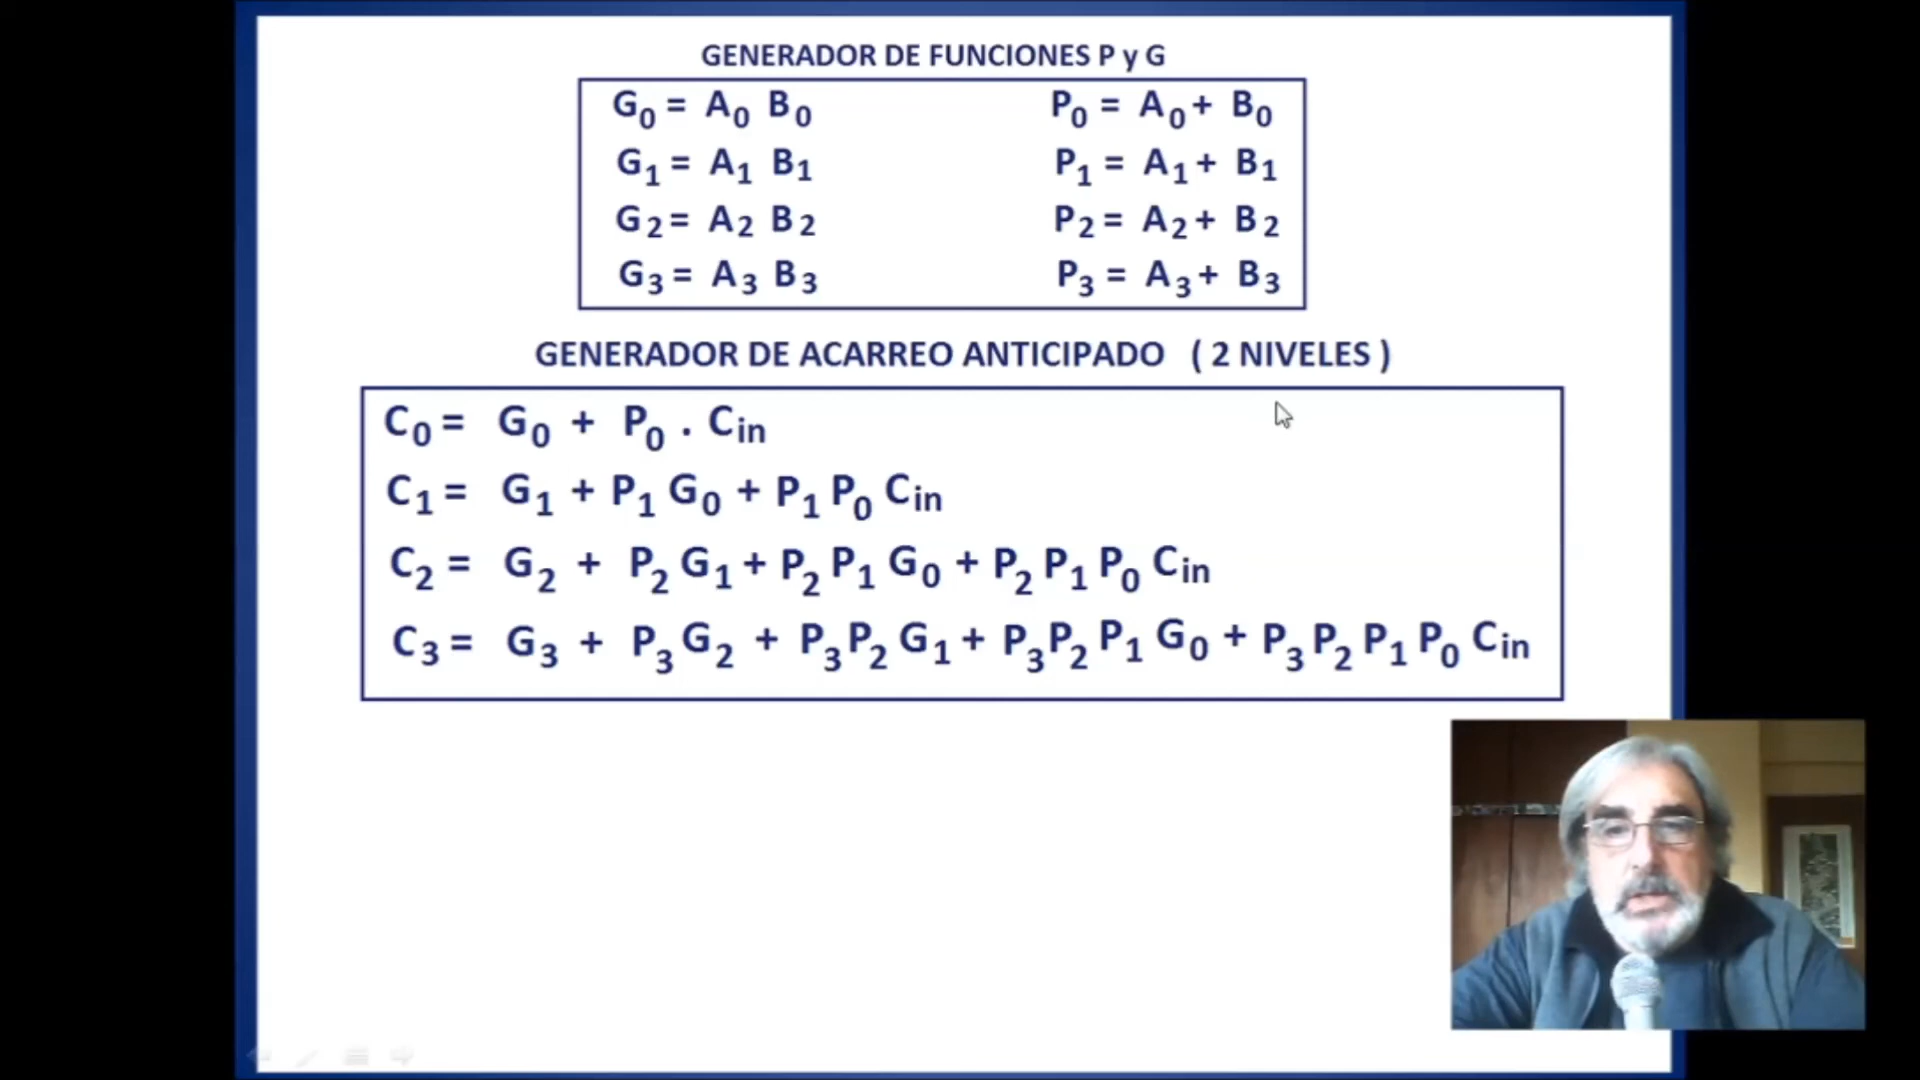 GENERADOR DE FUNCIONES P y G
G0 = A0 B0 P0 = A0 + B0
G1 = A1 B1 P1 = A1 + B1
G2 = A2 B2 P2 = A2 + B2
G3 = A3 B3 P3 = A3 + B3
GENERADOR DE ACARREO ANTICIPADO ( 2 NIVELES )
C0 = G0 + P0 . Cin
C1 = G1 + P1 G0 + P1 P0 Cin
C2 = G2 + P2 G1 + P2 P1 G0 + P2 P1 P0 Cin
C3 = G3 + P3 G2 + P3 P2 G1 + P3 P2 P1 G0 + P3 P2 P1 P0 Cin